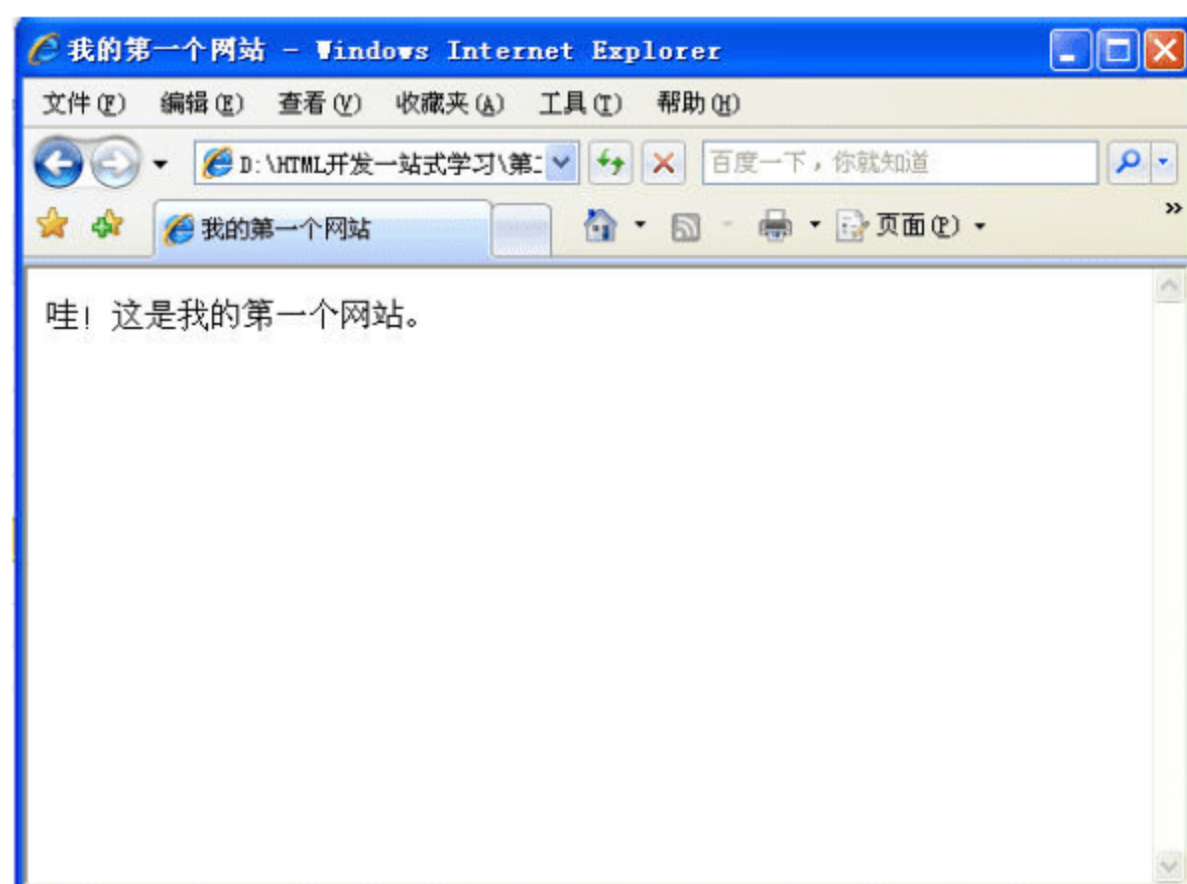 我的第一个网站 - Windows Internet Explorer
文件(F) 编辑(E) 查看(V) 收藏夹(A) 工具(T) 帮助(H)
D:\HTML开发一站式学习\第二 百度一下，你就知道
我的第一个网站 页面(P)
哇！这是我的第一个网站。